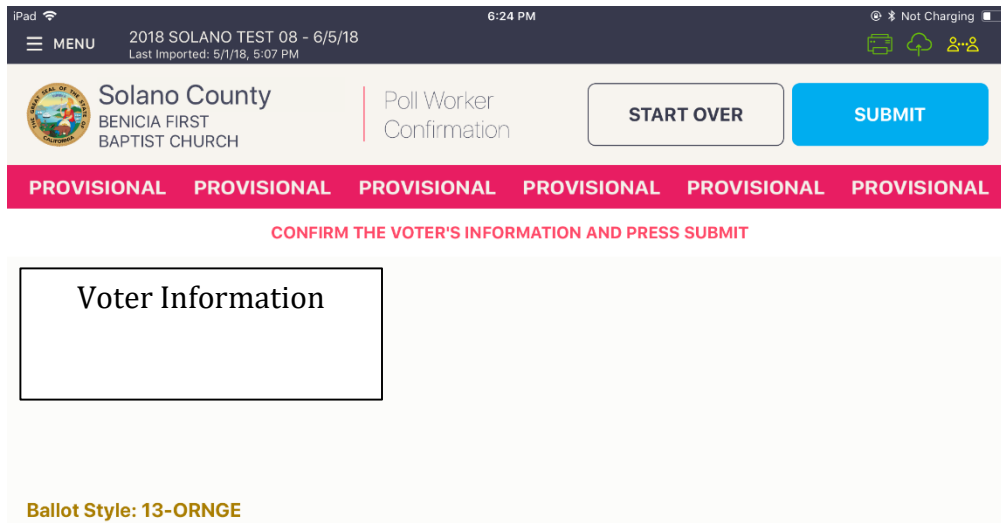 iPad 6:24 PM Not Charging
MENU 2018 SOLANO TEST 08 - 6/5/18
Last Imported: 5/1/18, 5:07 PM
Solano County
BENICIA FIRST
BAPTIST CHURCH
Poll Worker
Confirmation
START OVER
SUBMIT
PROVISIONAL PROVISIONAL PROVISIONAL PROVISIONAL PROVISIONAL PROVISIONAL
CONFIRM THE VOTER'S INFORMATION AND PRESS SUBMIT
Voter Information
Ballot Style: 13-ORNGE